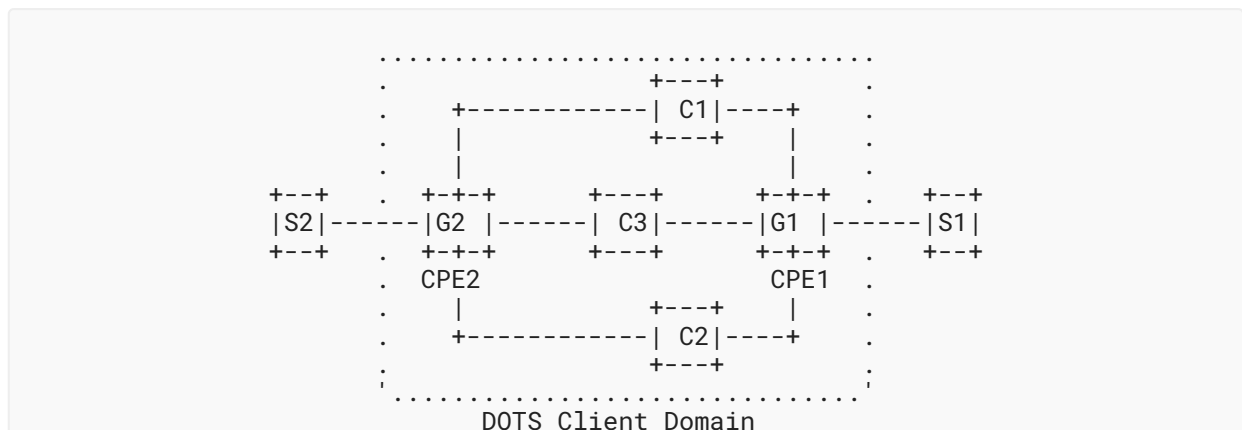 . . . . . . . . . . . . . . . . . . . . . . . . . . . . . . . . .
.                 +---+         .
.    +------------| C1|----+    .
.    |            +---+    |    .
.    |                     |    .
+--+   .  +-+-+      +---+      +-+-+  .   +--+
|S2|------|G2 |------| C3|------|G1 |------|S1|
+--+   .  +-+-+      +---+      +-+-+  .   +--+
.  CPE2                   CPE1  .
.    |            +---+    |    .
.    +------------| C2|----+    .
.                 +---+         .
'. . . . . . . . . . . . . . . . . . . . . . . . . . . . . . . .'
DOTS Client Domain